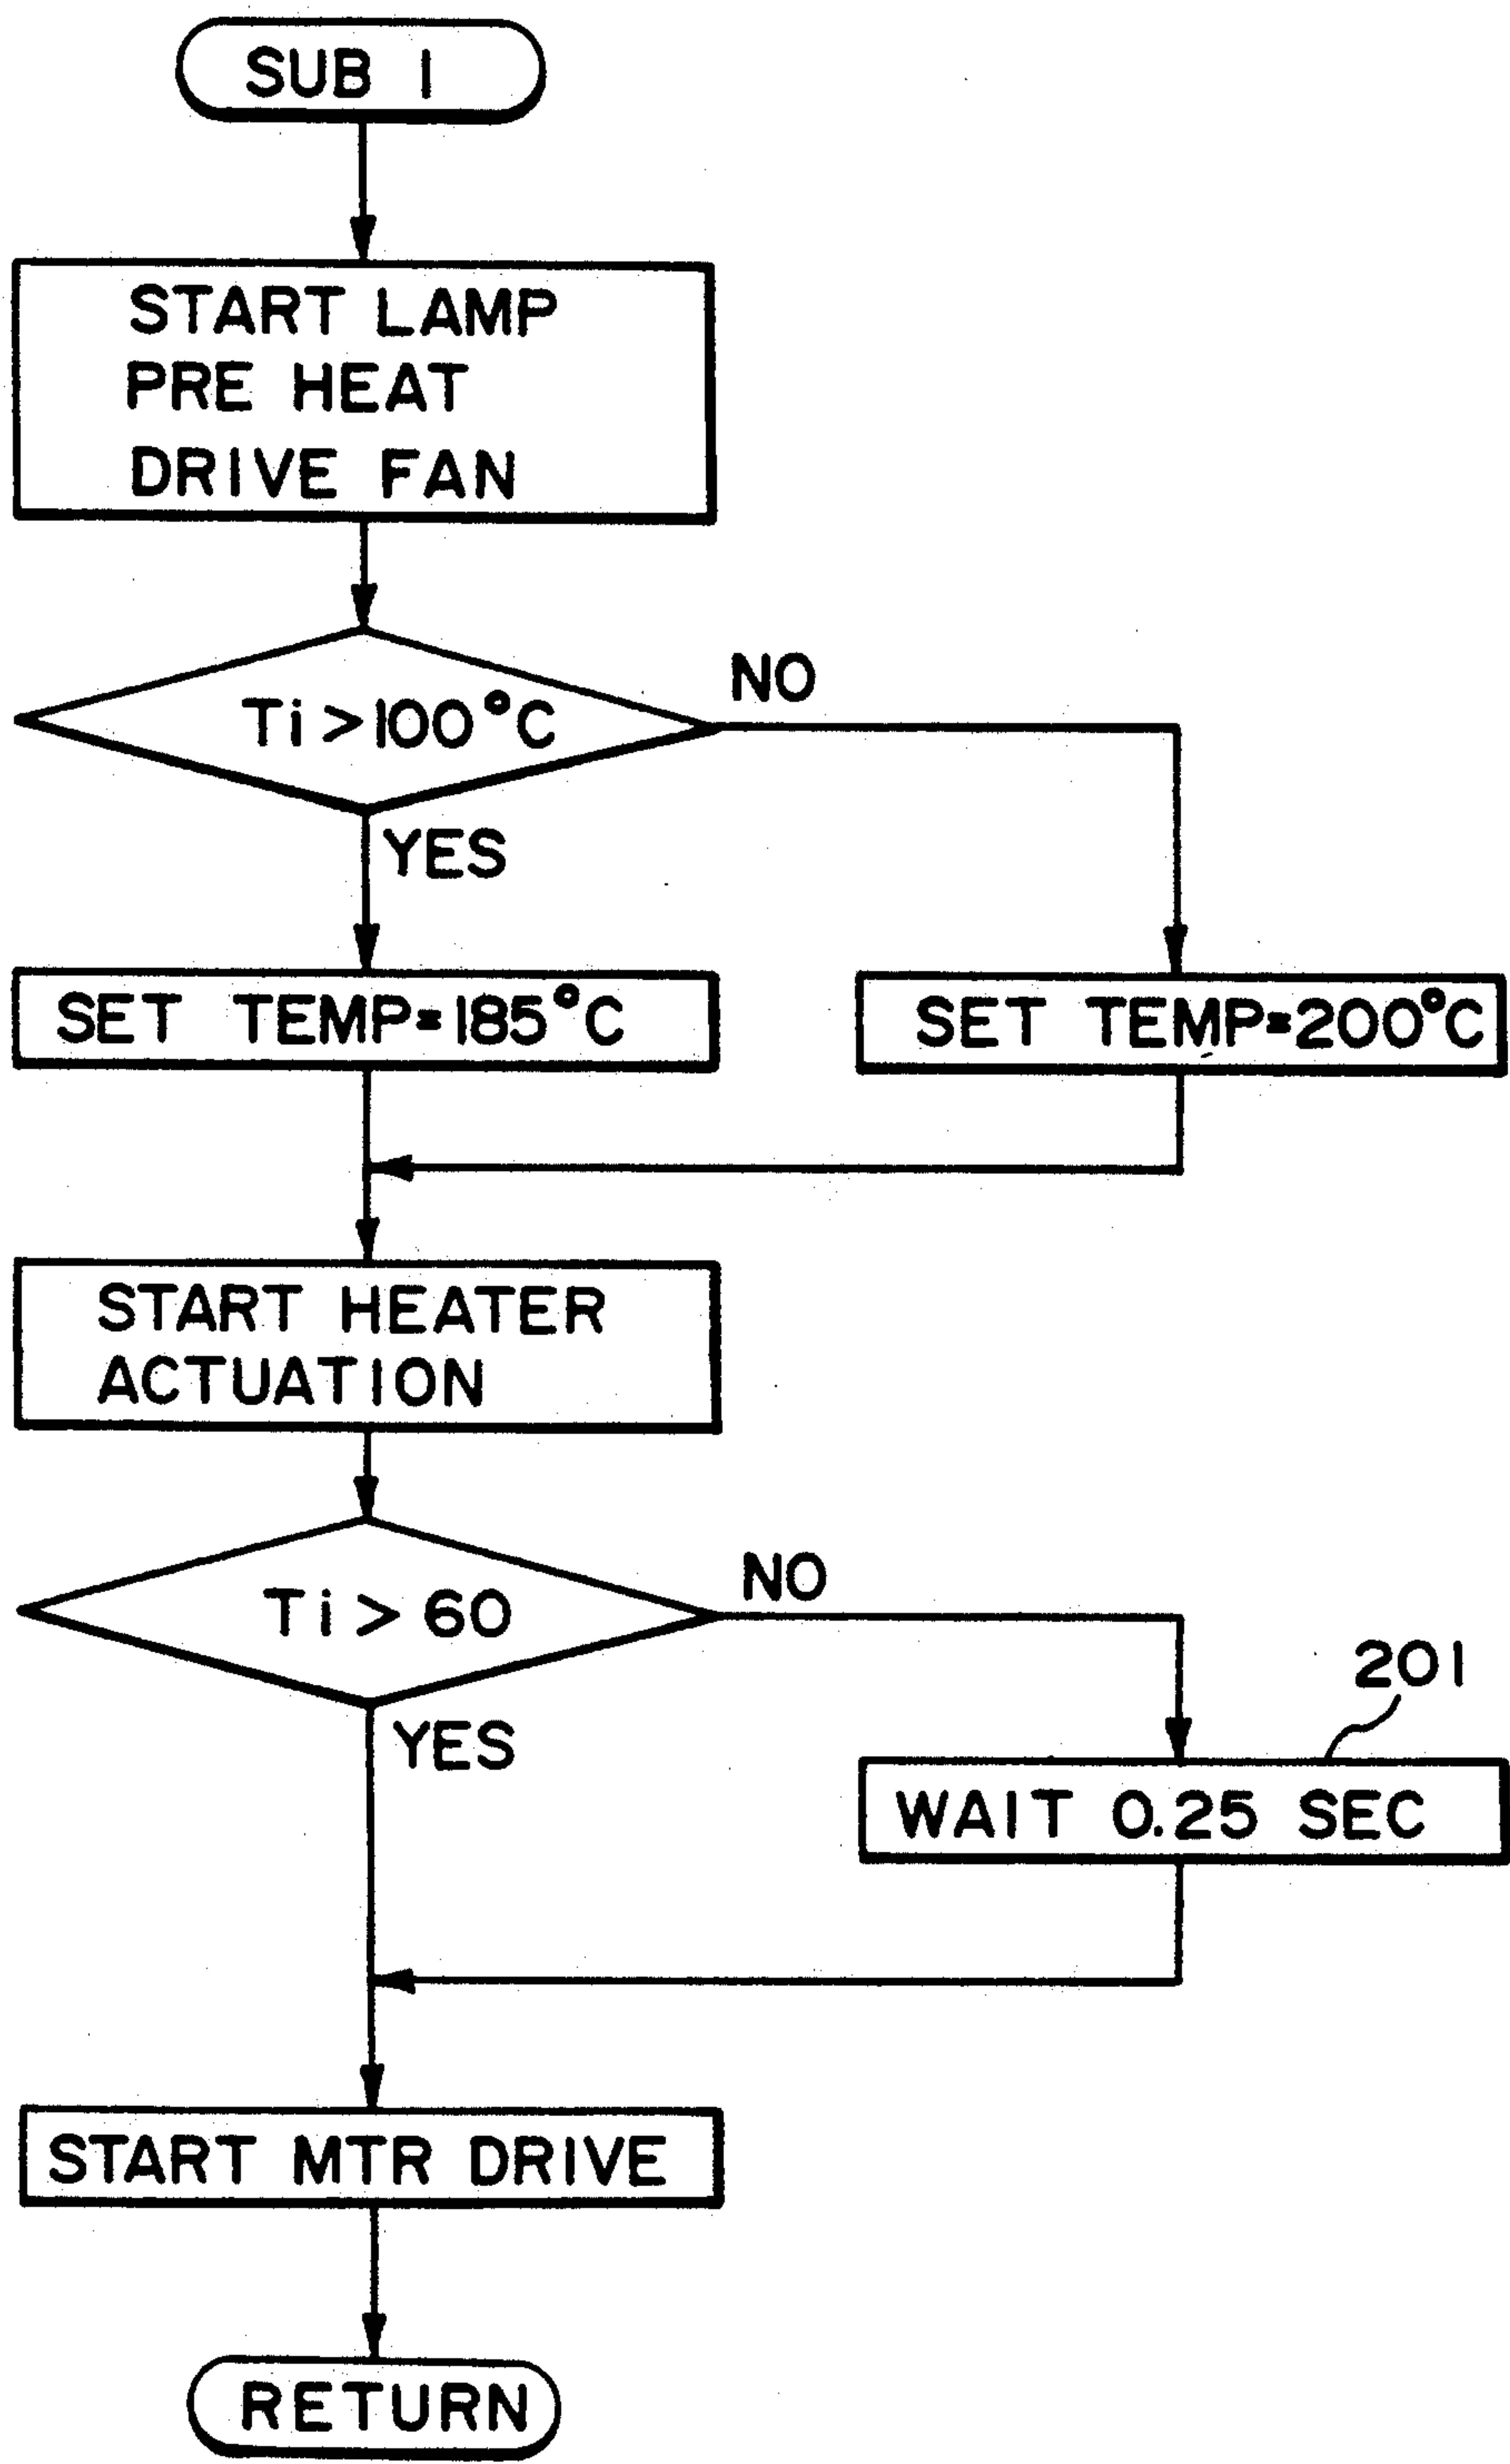 SUB 1
START LAMP
PRE HEAT
DRIVE FAN
Ti > 100°C
NO
YES
SET TEMP=185°C
SET TEMP=200°C
START HEATER
ACTUATION
Ti > 60
NO
YES
201
WAIT 0.25 SEC
START MTR DRIVE
RETURN